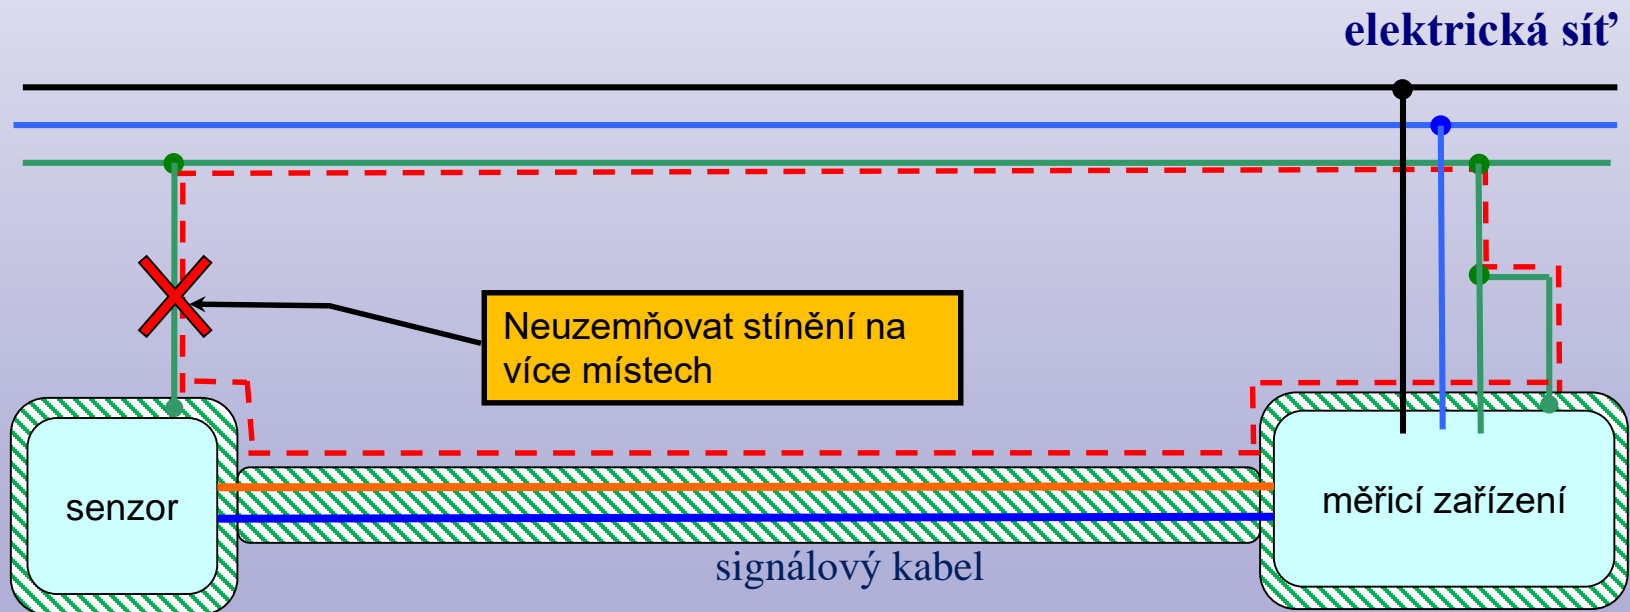 elektrická síť
Neuzemňovat stínění na
více místech
senzor
měřicí zařízení
signálový kabel